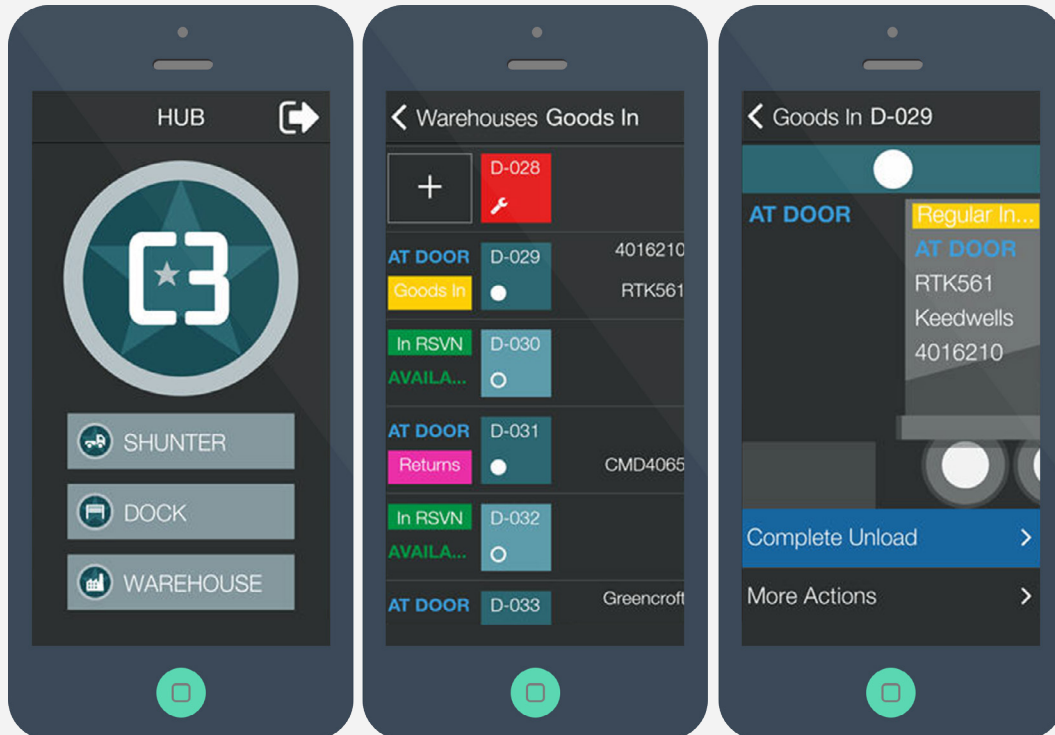 HUB
C3
SHUNTER
DOCK
WAREHOUSE
Warehouses Goods In
+
D-028
AT DOOR D-029 4016210
Goods In RTK561
In RSVN D-030
AVAILA...
AT DOOR D-031
Returns CMD4065
In RSVN D-032
AVAILA...
AT DOOR D-033 Greencroft
Goods In D-029
AT DOOR Regular In...
AT DOOR
RTK561
Keedwells
4016210
Complete Unload
More Actions